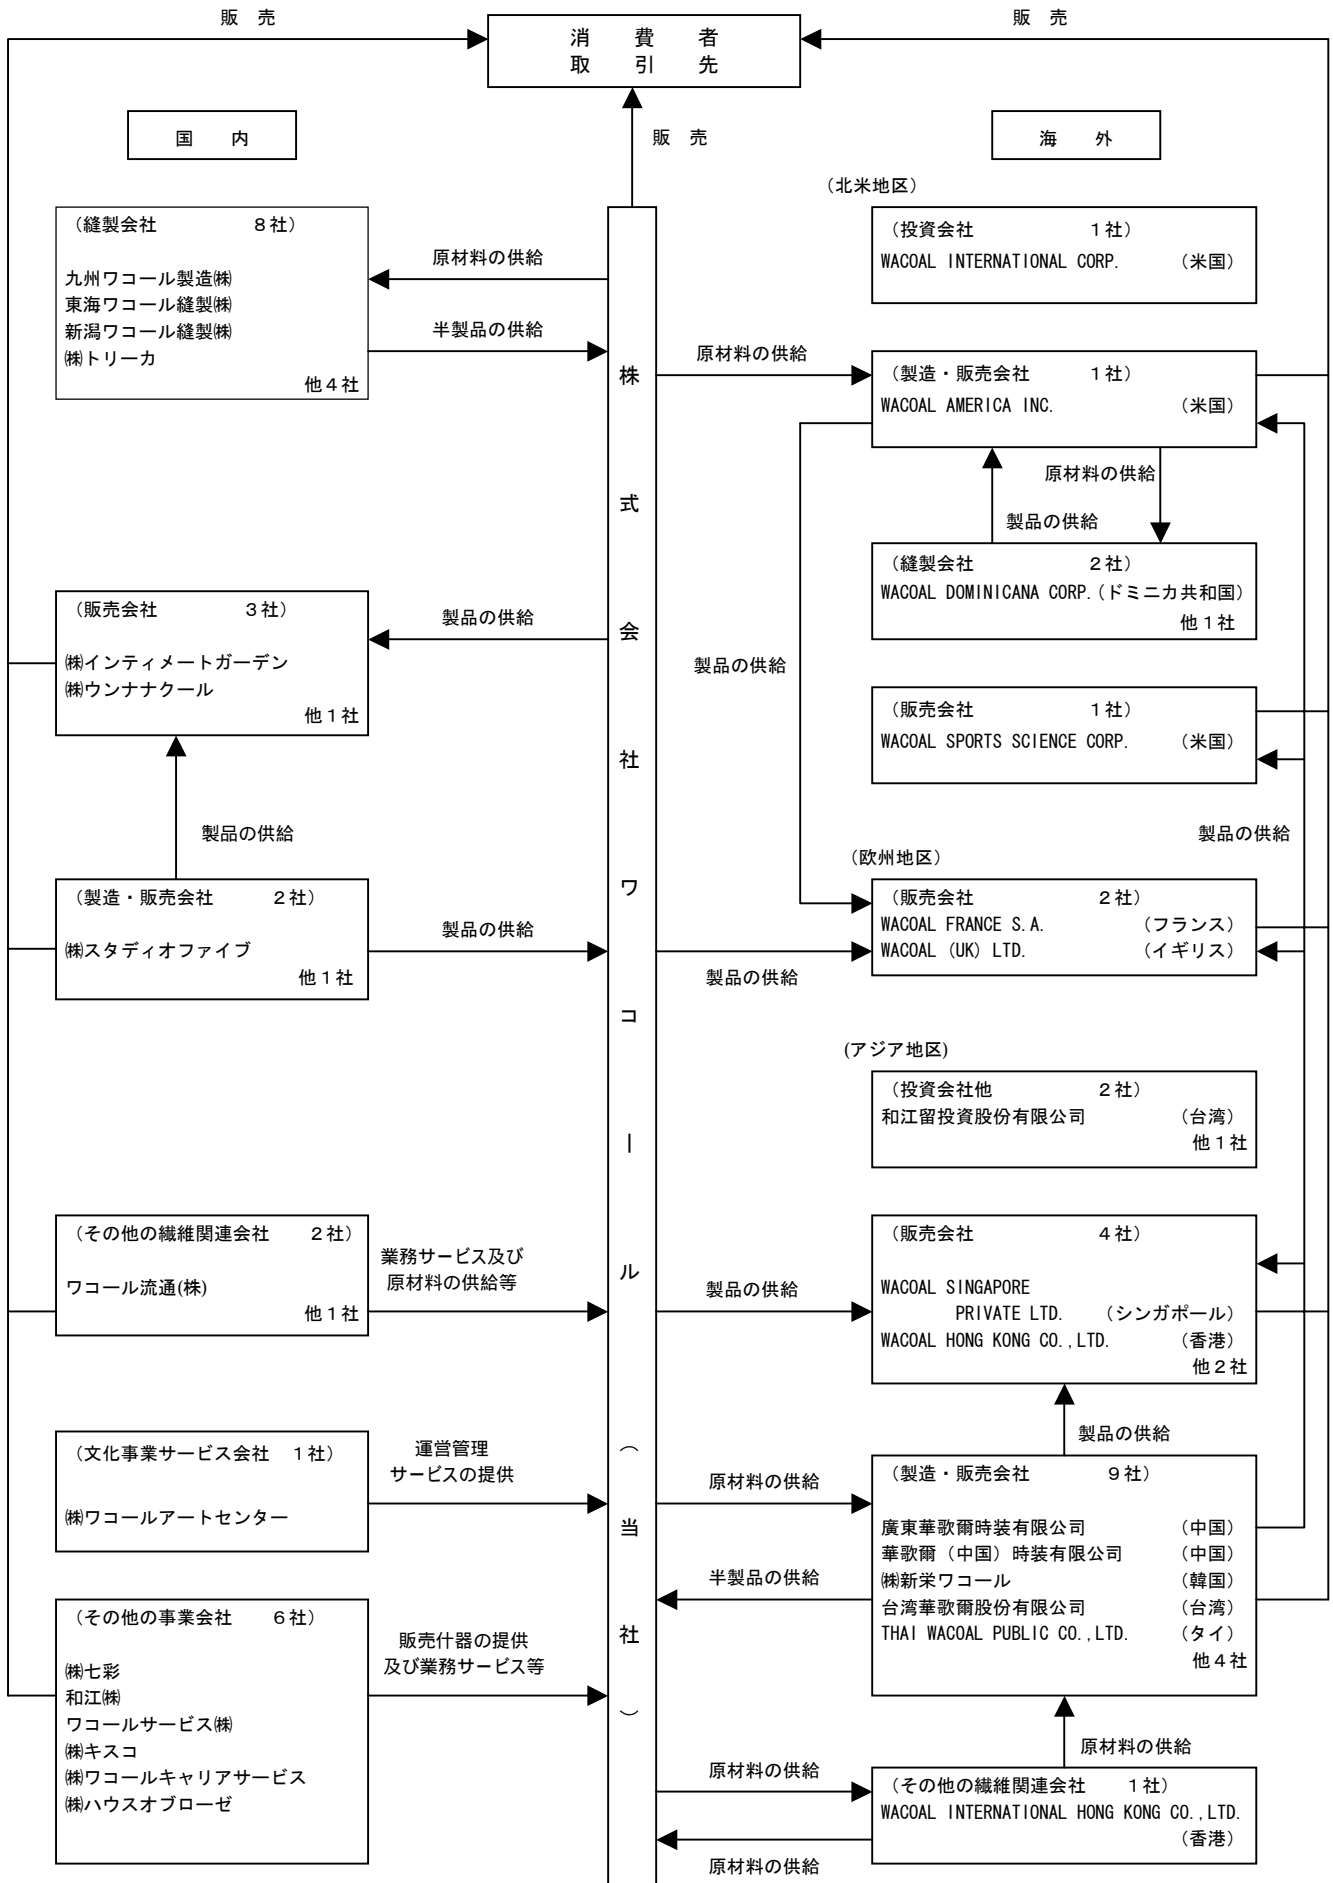 販　売
販　売
消　費　者
取　引　先
国　内
販　売
海　外
（北米地区）
（縫製会社　８社）
九州ワコール製造㈱
東海ワコール縫製㈱
新潟ワコール縫製㈱
㈱トリーカ
他４社
原材料の供給
半製品の供給
（販売会社　３社）
㈱インティメートガーデン
㈱ウンナナクール
他１社
製品の供給
製品の供給
（製造・販売会社　２社）
㈱スタディオファイブ
他１社
製品の供給
（その他の繊維関連会社　２社）
ワコール流通(株)
他１社
業務サービス及び
原材料の供給等
（文化事業サービス会社　１社）
㈱ワコールアートセンター
運営管理
サービスの提供
（その他の事業会社　６社）
㈱七彩
和江㈱
ワコールサービス㈱
㈱キスコ
㈱ワコールキャリアサービス
㈱ハウスオブローゼ
販売什器の提供
及び業務サービス等
株式会社ワコール（当社）
（投資会社　１社）
WACOAL INTERNATIONAL CORP.　（米国）
原材料の供給
（製造・販売会社　１社）
WACOAL AMERICA INC.　（米国）
原材料の供給
製品の供給
（縫製会社　２社）
WACOAL DOMINICANA CORP.（ドミニカ共和国）
他１社
製品の供給
（販売会社　１社）
WACOAL SPORTS SCIENCE CORP.　（米国）
製品の供給
（欧州地区）
（販売会社　２社）
WACOAL FRANCE S.A.　（フランス）
WACOAL (UK) LTD.　（イギリス）
製品の供給
(アジア地区)
（投資会社他　２社）
和江留投資股份有限公司　（台湾）
他１社
（販売会社　４社）
WACOAL SINGAPORE
PRIVATE LTD.　（シンガポール）
WACOAL HONG KONG CO.,LTD.　（香港）
他２社
製品の供給
製品の供給
（製造・販売会社　９社）
廣東華歌爾時装有限公司　（中国）
華歌爾（中国）時装有限公司　（中国）
㈱新栄ワコール　（韓国）
台湾華歌爾股份有限公司　（台湾）
THAI WACOAL PUBLIC CO.,LTD.　（タイ）
他４社
原材料の供給
半製品の供給
原材料の供給
（その他の繊維関連会社　１社）
WACOAL INTERNATIONAL HONG KONG CO.,LTD.
（香港）
原材料の供給
原材料の供給